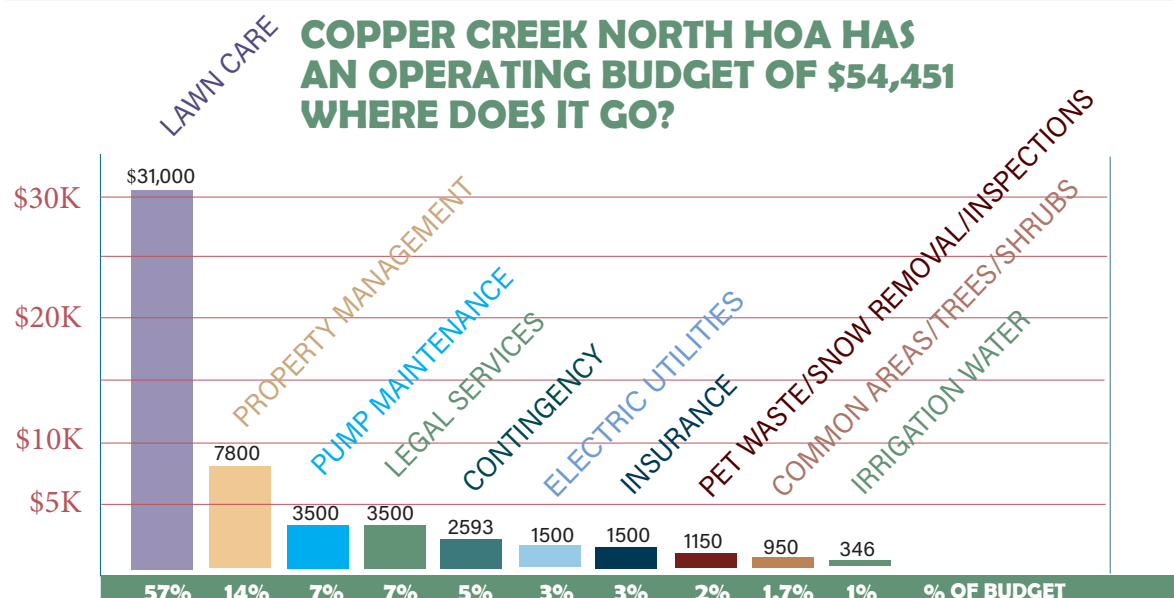 COPPER CREEK NORTH HOA HAS
AN OPERATING BUDGET OF $54,451
WHERE DOES IT GO?
LAWN CARE
PROPERTY MANAGEMENT
PUMP MAINTENANCE
LEGAL SERVICES
CONTINGENCY
ELECTRIC UTILITIES
INSURANCE
PET WASTE/SNOW REMOVAL/INSPECTIONS
COMMON AREAS/TREES/SHRUBS
IRRIGATION WATER
$30K
$20K
$10K
$5K
$31,000
7800
3500
3500
2593
1500
1500
1150
950
346
57% 14% 7% 7% 5% 3% 3% 2% 1.7% 1% % OF BUDGET